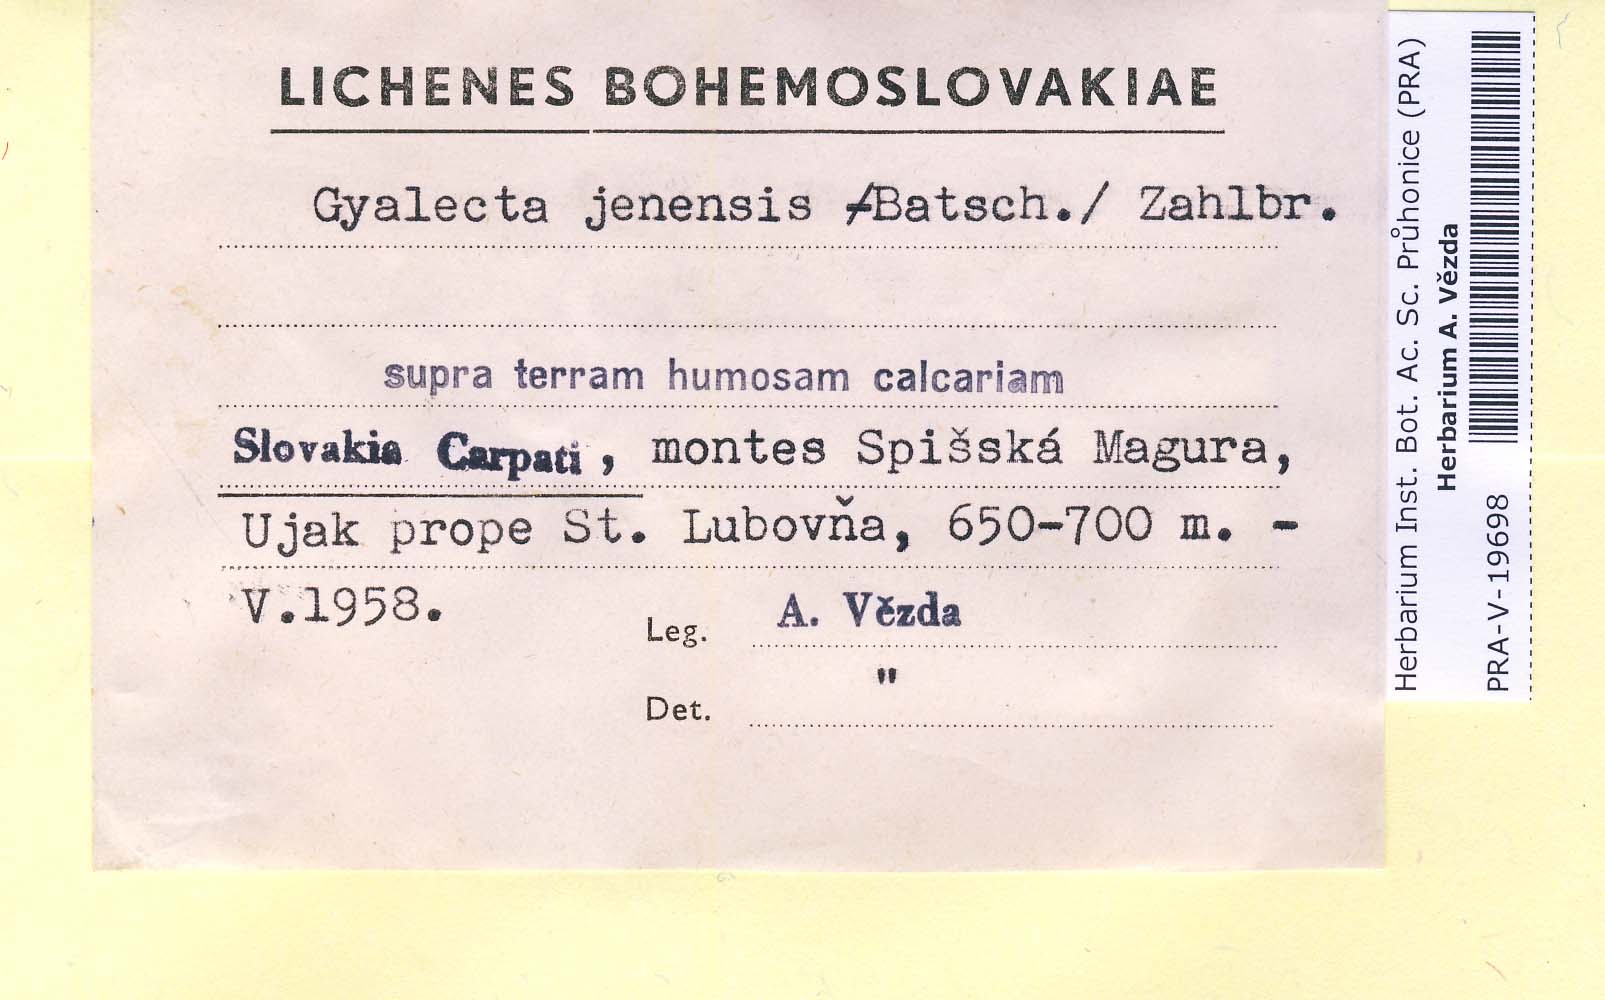 LICHENES BOHEMOSLOVAKIAE
Gyalecta jenensis /Batsch./ Zahlbr.
supra terram humosam calcariam
Slovakia Carpati, montes Spišská Magura,
Ujak prope St. Lubovňa, 650-700 m. -
V.1958.
Leg. A. Vězda
Det. "
Herbarium Inst. Bot. Ac. Sc. Průhonice (PRA)
Herbarium A. Vězda
PRA-V-19698